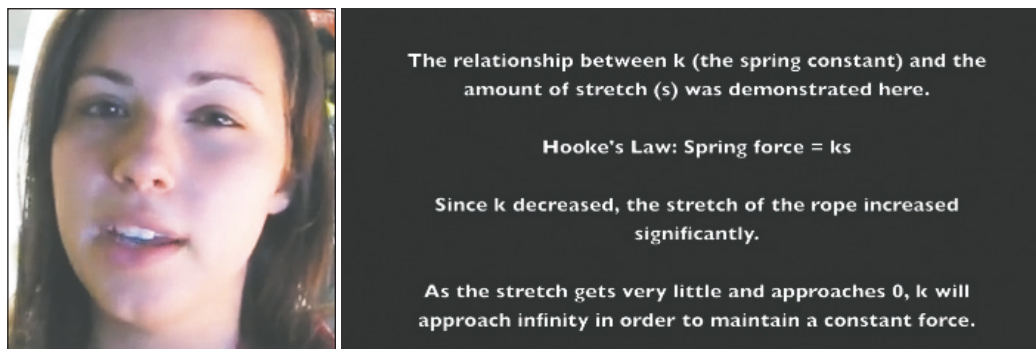 The relationship between k (the spring constant) and the
amount of stretch (s) was demonstrated here.
Hooke's Law: Spring force = ks
Since k decreased, the stretch of the rope increased
significantly.
As the stretch gets very little and approaches 0, k will
approach infinity in order to maintain a constant force.